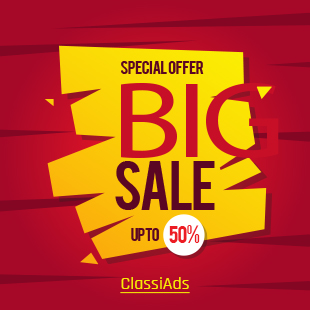 SPECIAL OFFER
BIG
SALE
UPTO 50%
ClassiAds